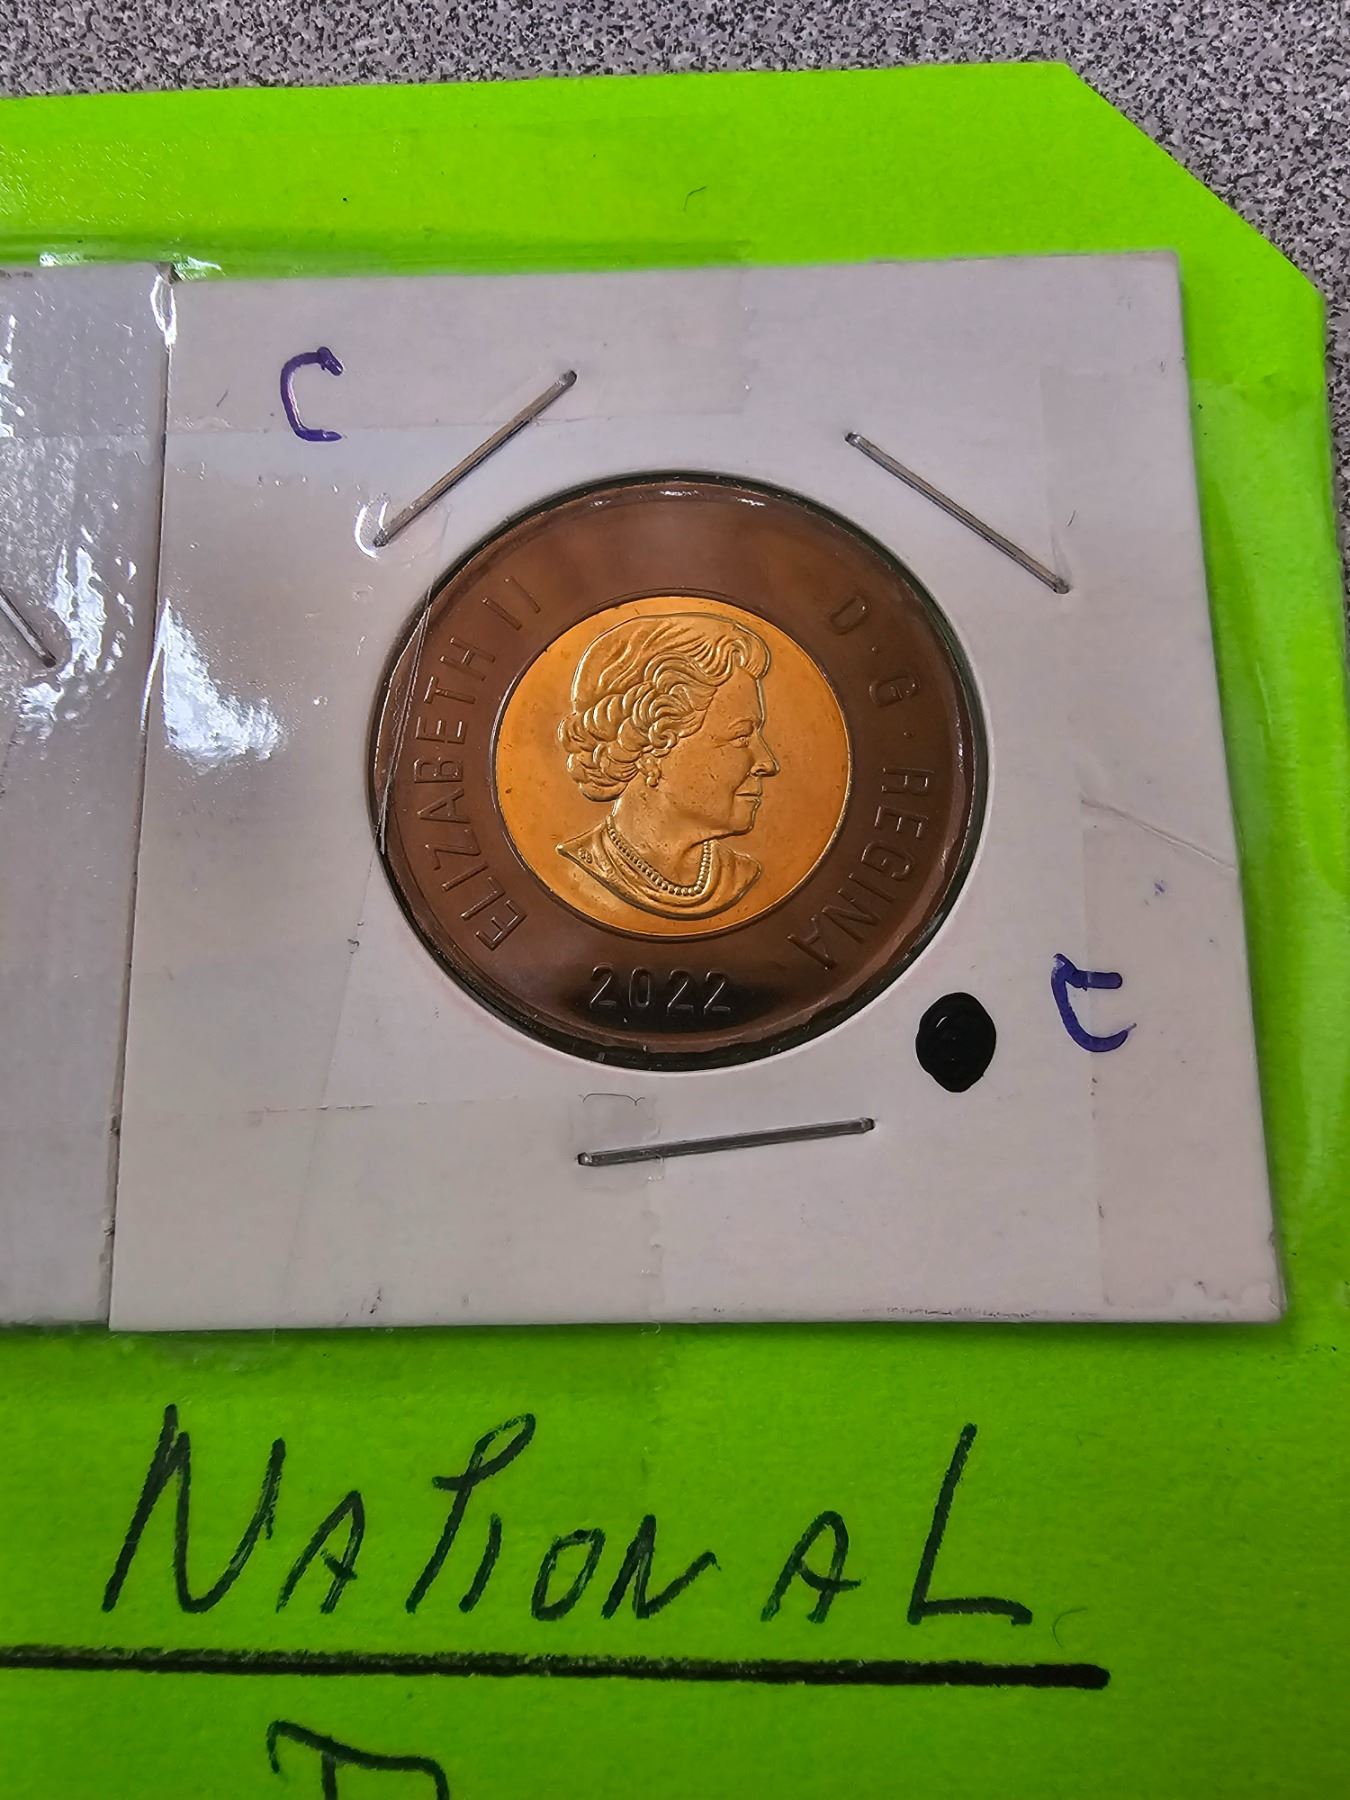 C
ELIZABETH II D·G·REGINA
2022
C
NATIONAL